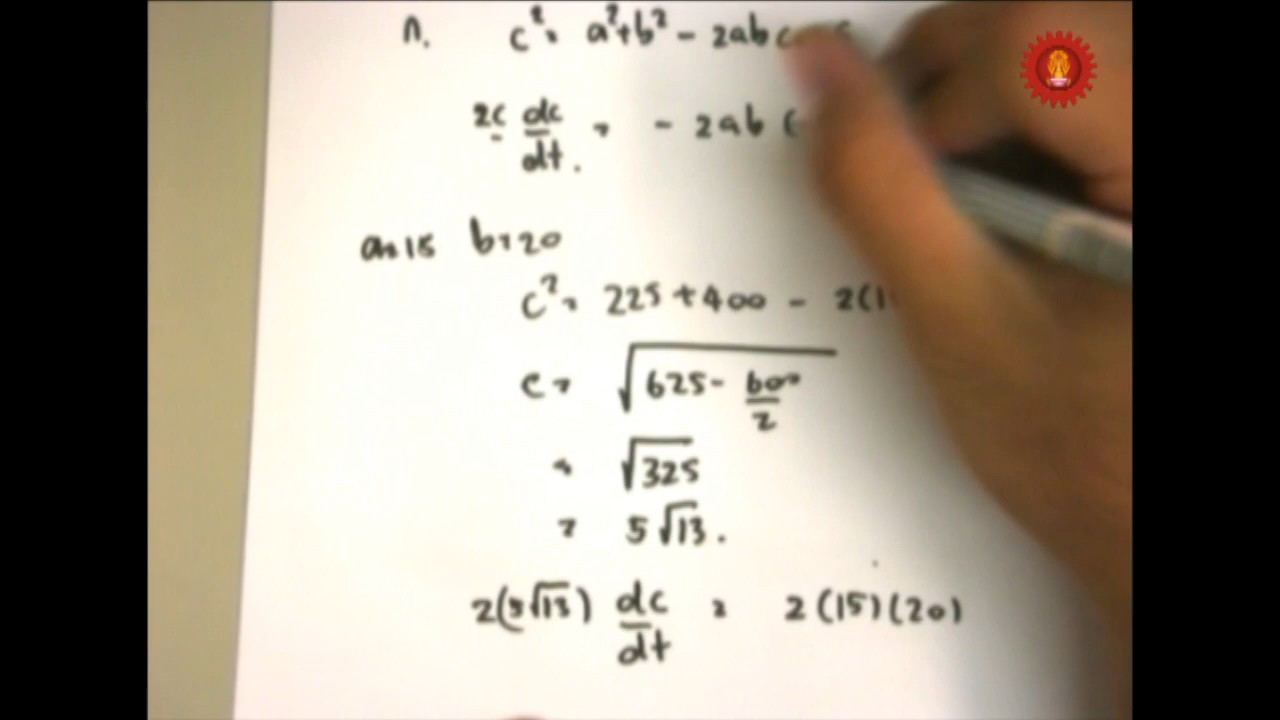 ก. c² = a² + b² - 2ab
2c dc/dt = - 2ab (-
a=15 b=20
c² = 225 + 400 - 2(1
c = √(625 - 600/2)
= √325
= 5√13.
2(5√13) dc/dt = 2(15)(20)